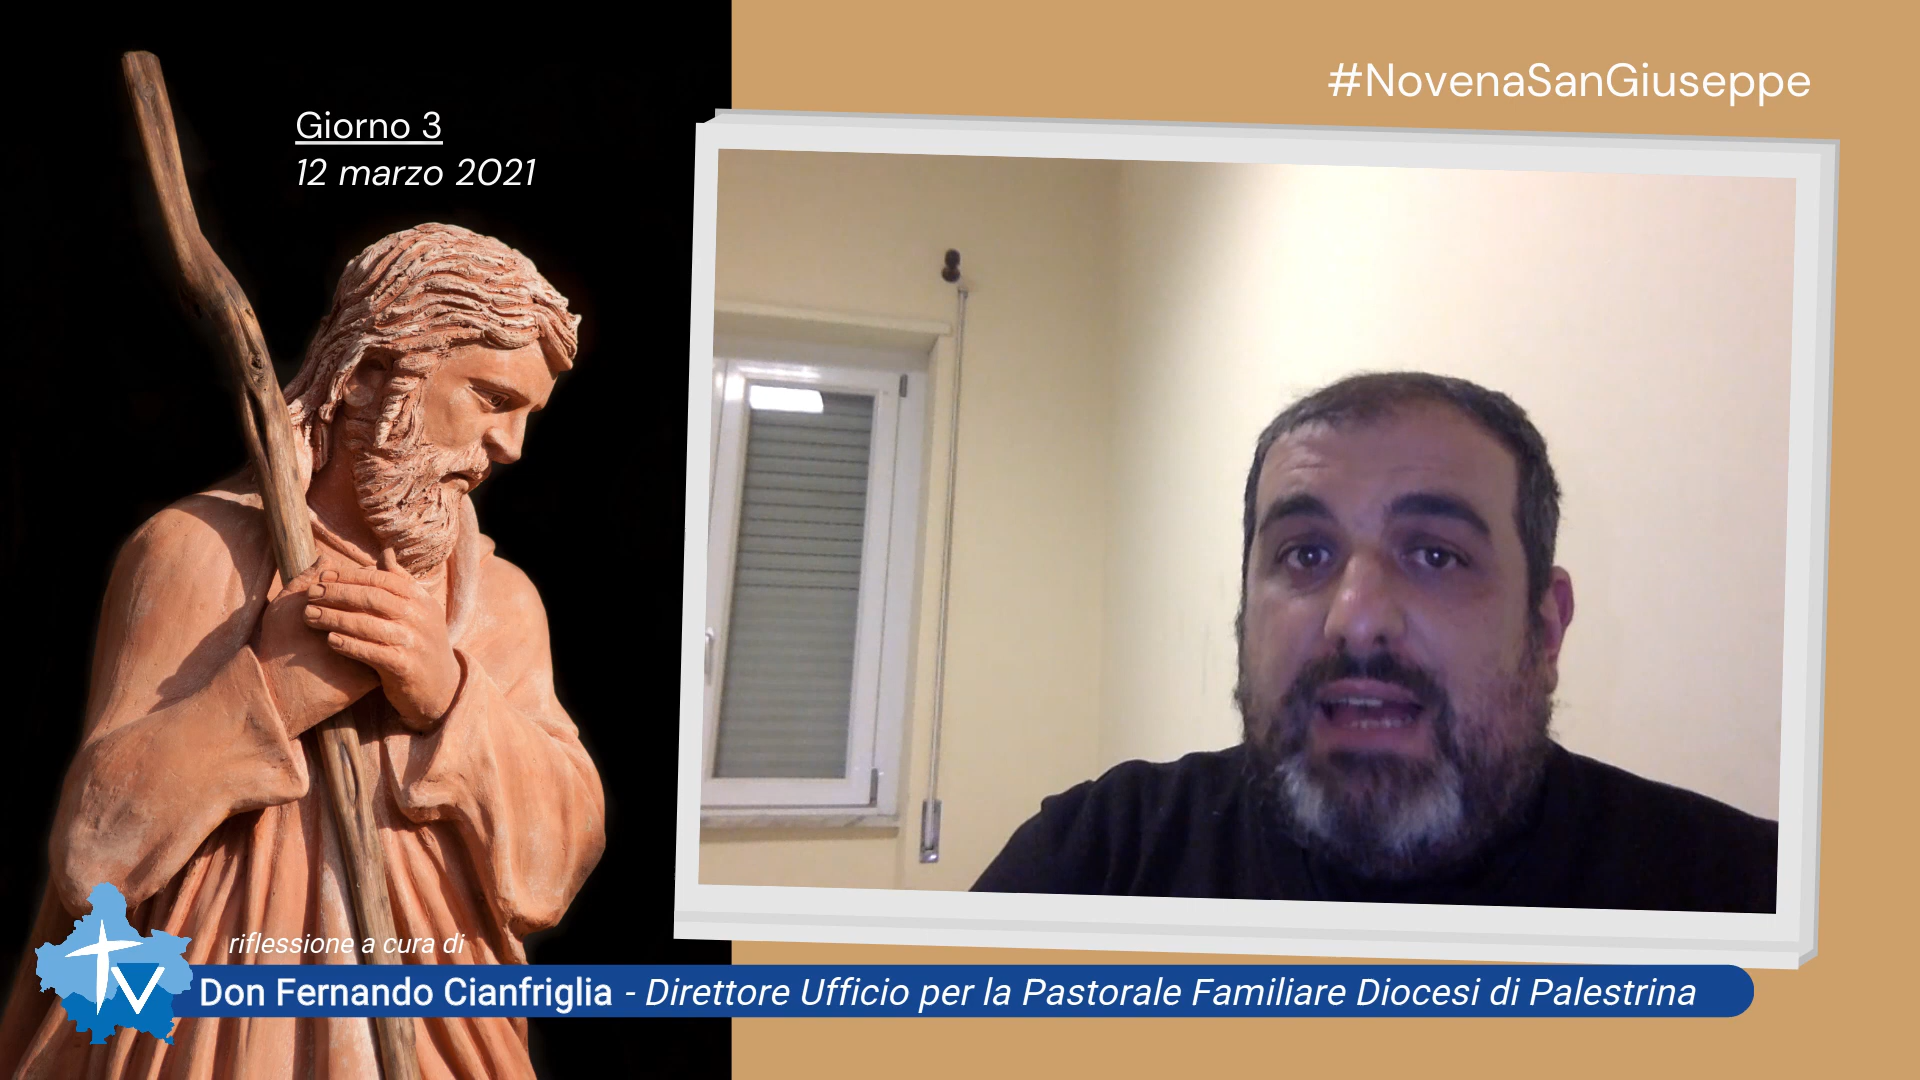 Giorno 3
12 marzo 2021
#NovenaSanGiuseppe
riflessione a cura di
Don Fernando Cianfriglia - Direttore Ufficio per la Pastorale Familiare Diocesi di Palestrina
TV